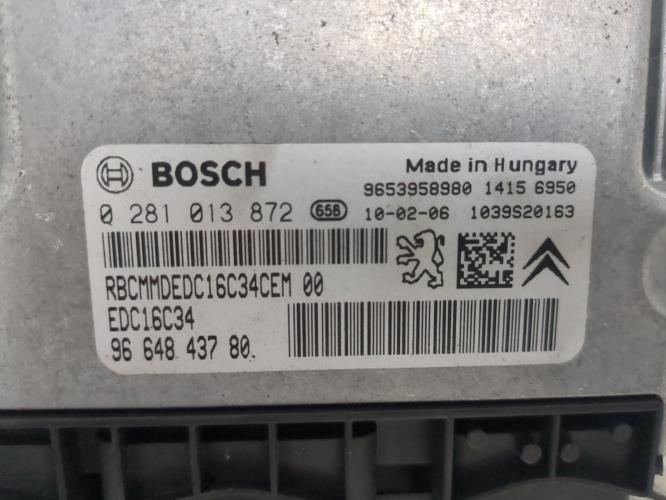 BOSCH
Made in Hungary
9653958980 1415 6950
0 281 013 872 658 10-02-06 1039S20163
RBCMMDEDC16C34CEM 00
EDC16C34
96 648 437 80.